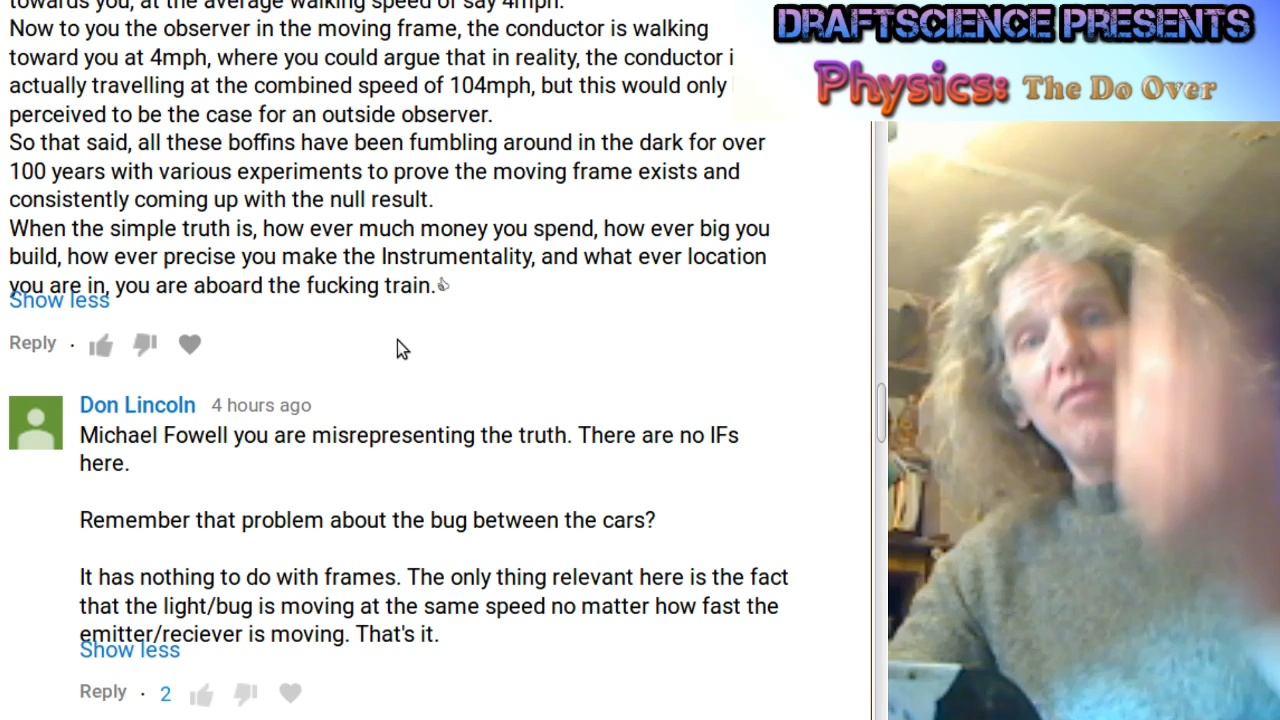 towards you, at the average walking speed of say 4mph.
Now to you the observer in the moving frame, the conductor is walking
toward you at 4mph, where you could argue that in reality, the conductor i
actually travelling at the combined speed of 104mph, but this would only
perceived to be the case for an outside observer.
So that said, all these boffins have been fumbling around in the dark for over
100 years with various experiments to prove the moving frame exists and
consistently coming up with the null result.
When the simple truth is, how ever much money you spend, how ever big you
build, how ever precise you make the Instrumentality, and what ever location
you are in, you are aboard the fucking train.
Show less
Reply ·
Don Lincoln 4 hours ago
Michael Fowell you are misrepresenting the truth. There are no IFs
here.
Remember that problem about the bug between the cars?
It has nothing to do with frames. The only thing relevant here is the fact
that the light/bug is moving at the same speed no matter how fast the
emitter/reciever is moving. That's it.
Show less
Reply · 2
DRAFTSCIENCE PRESENTS
Physics: The Do Over